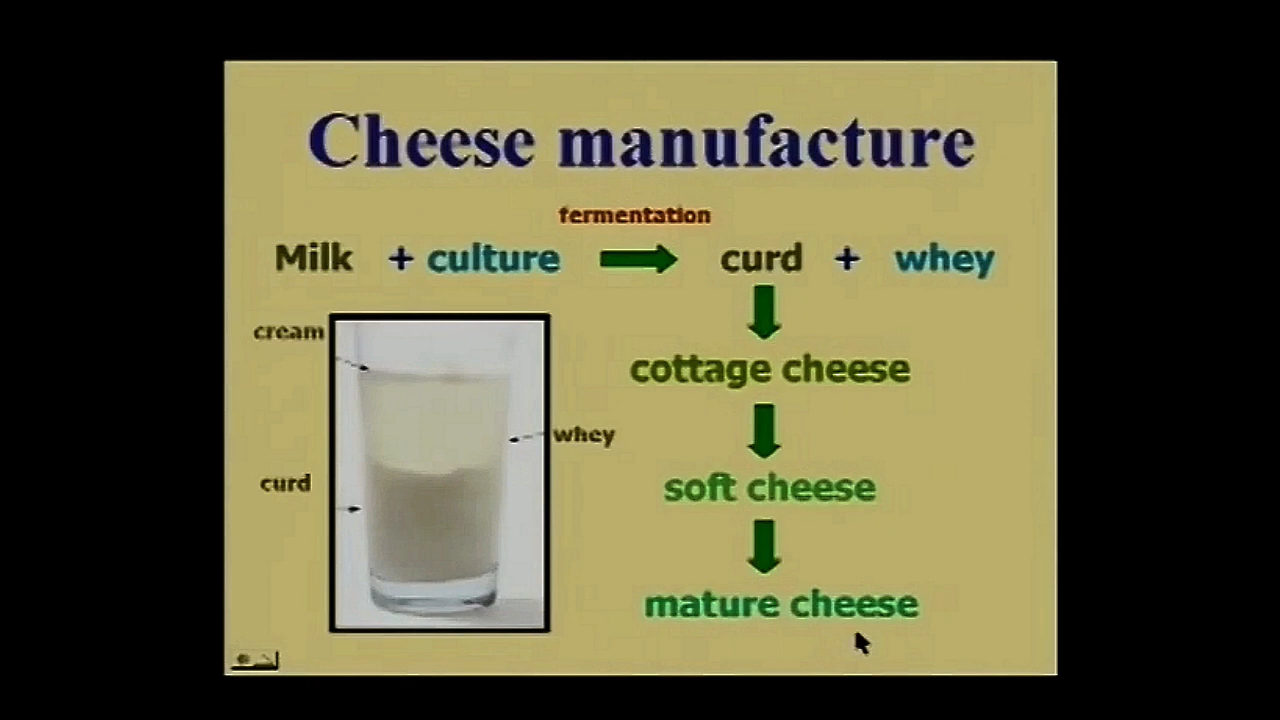 Cheese manufacture
fermentation
Milk + culture curd + whey
cream
cottage cheese
whey
curd
soft cheese
mature cheese